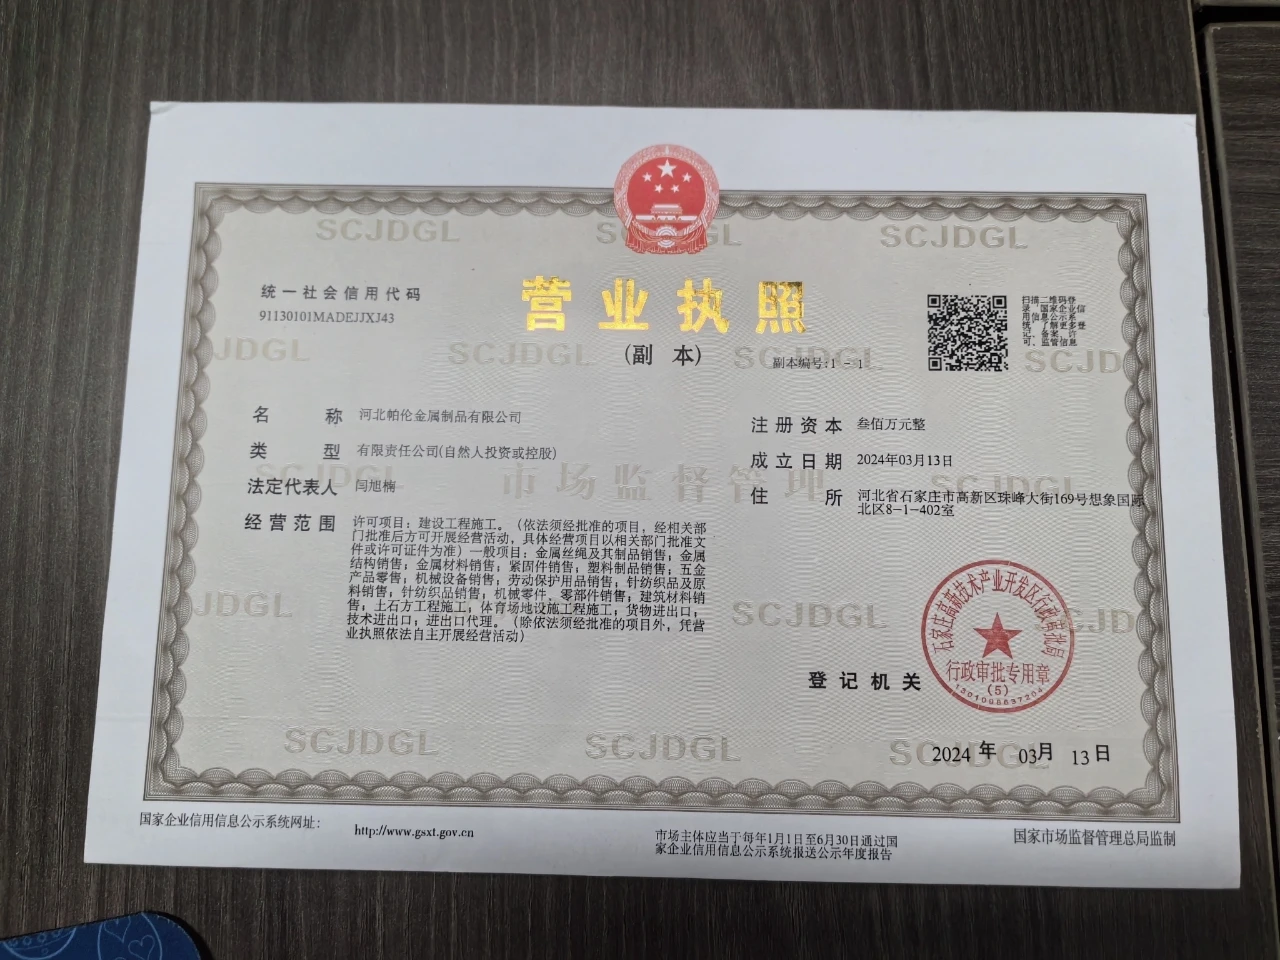 SCJDGL SCJDGL SCJDGL
统一社会信用代码
91130101MADEJJXJ43
营业执照
(副 本)
副本编号:1 - 1
扫描二维码登
录‘国家企业信
用信息公示系
统’了解更多登
记、备案、许
可、监管信息
JDGL SCJDGL SCJDGL SCJD
名 称 河北帕伦金属制品有限公司
类 型 有限责任公司(自然人投资或控股)
法定代表人 闫旭楠
经营范围 许可项目：建设工程施工。（依法须经批准的项目，经相关部
门批准后方可开展经营活动，具体经营项目以相关部门批准文
件或许可证件为准）一般项目：金属丝绳及其制品销售；金属
结构销售；金属材料销售；紧固件销售；塑料制品销售；五金
产品零售；机械设备销售；劳动保护用品销售；针纺织品及原
料销售；针纺织品销售；机械零件、零部件销售；建筑材料销
售；土石方工程施工；体育场地设施工程施工；货物进出口；
技术进出口；进出口代理。（除依法须经批准的项目外，凭营
业执照依法自主开展经营活动）
注册资本 叁佰万元整
成立日期 2024年03月13日
住 所 河北省石家庄市高新区珠峰大街169号想象国际
北区8-1-402室
SCJDGL 市场监督管理 SCJDGL
JDGL SCJDGL SCJD
登记机关
石家庄高新技术产业开发区行政审批局
行政审批专用章
(5)
1301008637204
SCJDGL SCJDGL SCJDGL
2024 年 03月 13日
国家企业信用信息公示系统网址：
http://www.gsxt.gov.cn
市场主体应当于每年1月1日至6月30日通过国
家企业信用信息公示系统报送公示年度报告
国家市场监督管理总局监制